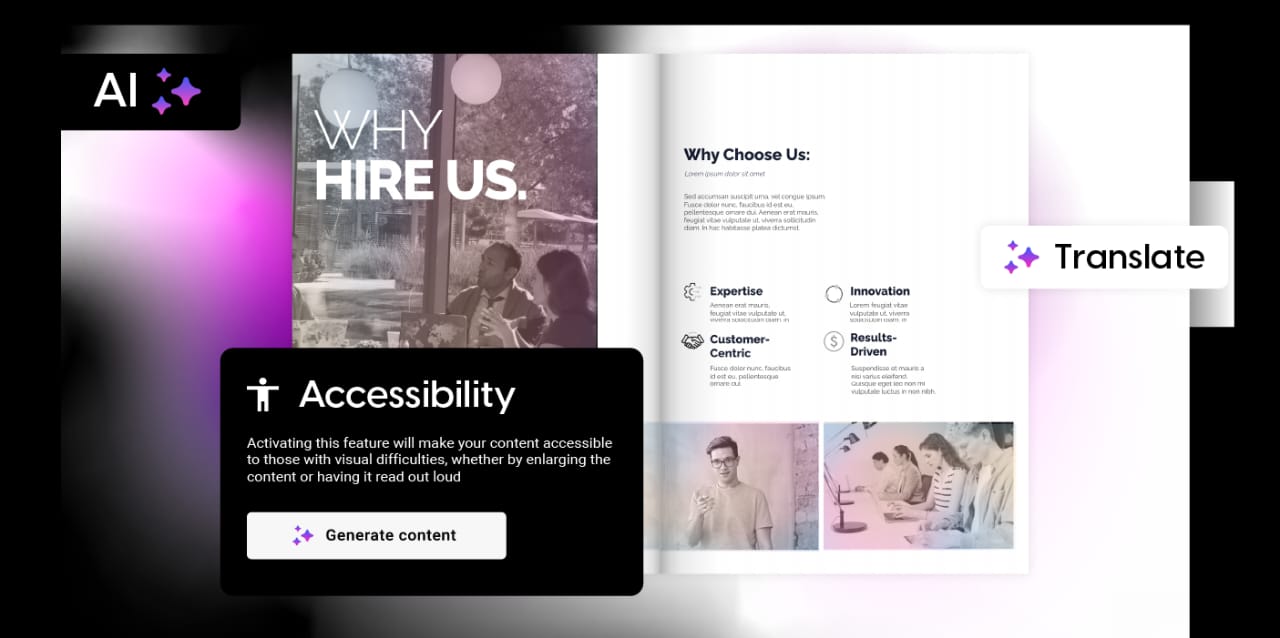 AI
WHY
HIRE US.
Why Choose Us:
Lorem ipsum dolor sit amet
Sed accumsan suscipit urna, vel congue ipsum.
Fusce dolor nunc, faucibus id est eu,
pellentesque ornare dui. Aenean erat mauris,
feugiat vitae vulputate ut, viverra sollicitudin
diam. In hac habitasse platea dictumst.
Translate
Expertise
Aenean erat mauris,
feugiat vitae vulputate ut,
viverra sollicitudin diam. In
Innovation
Lorem feugiat vitae
vulputate ut, viverra
sollicitudin diam. In
Customer-
Centric
Fusce dolor nunc, faucibus
id est eu, pellentesque
ornare dui.
Results-
Driven
Suspendisse et mauris a
nisi varius eleifend.
Quisque eget leo non mi
vulputate luctus in non nibh.
Accessibility
Activating this feature will make your content accessible
to those with visual difficulties, whether by enlarging the
content or having it read out loud
Generate content